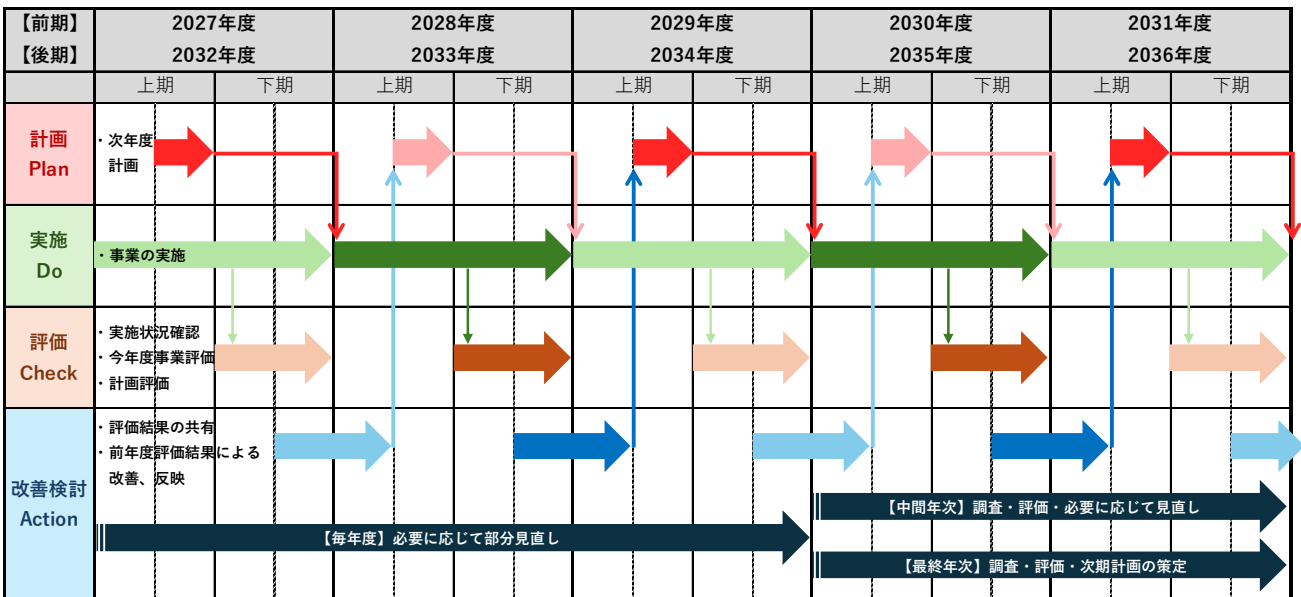 【前期】 2027年度 2028年度 2029年度 2030年度 2031年度
【後期】 2032年度 2033年度 2034年度 2035年度 2036年度
上期 下期 上期 下期 上期 下期 上期 下期 上期 下期
計画
Plan
・次年度
計画
実施
Do
・事業の実施
評価
Check
・実施状況確認
・今年度事業評価
・計画評価
改善検討
Action
・評価結果の共有
・前年度評価結果による
改善、反映
【中間年次】調査・評価・必要に応じて見直し
【毎年度】必要に応じて部分見直し
【最終年次】調査・評価・次期計画の策定